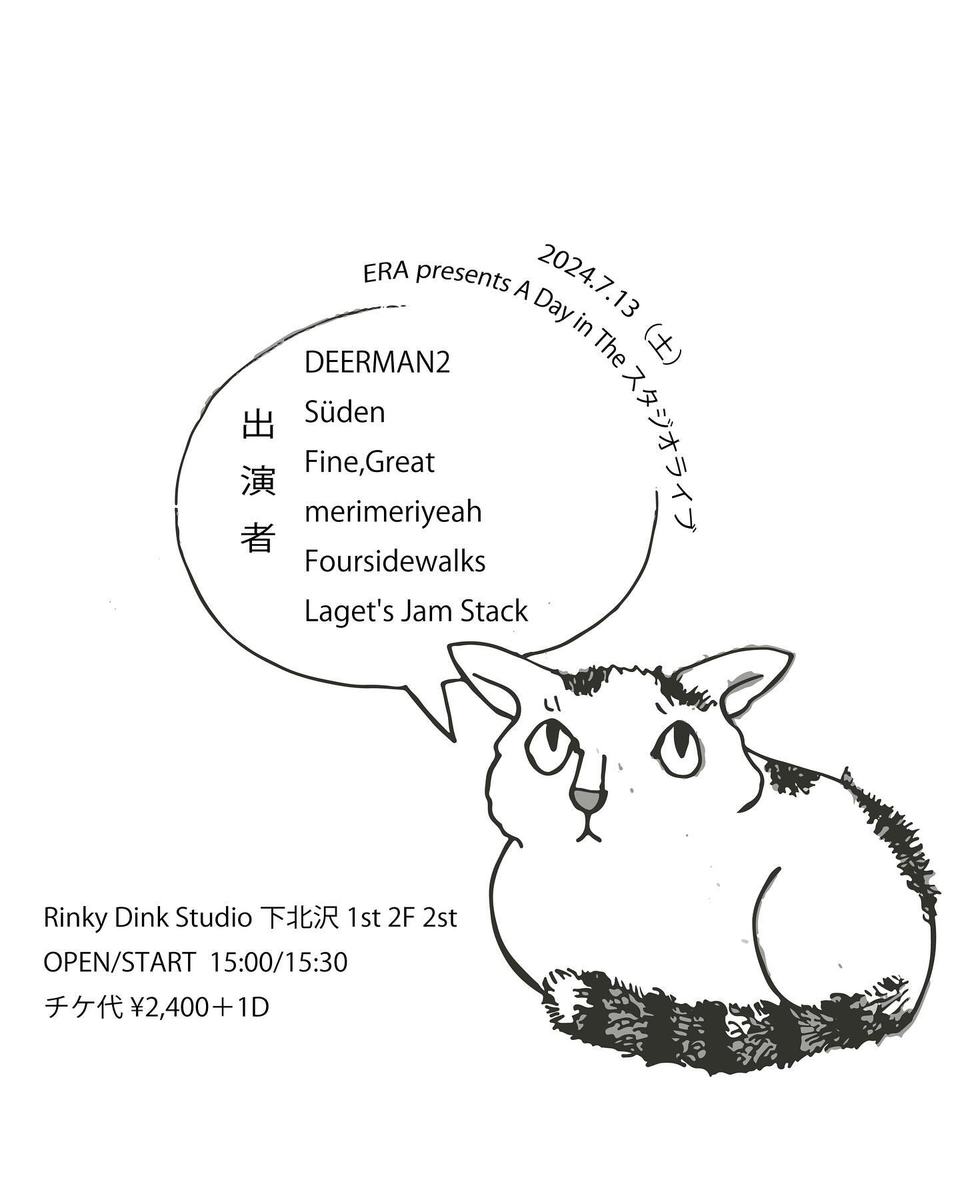 2024.7.13（土）
ERA presents A Day in The スタジオライブ
出演者
DEERMAN2
Süden
Fine,Great
merimeriyeah
Foursidewalks
Laget's Jam Stack
Rinky Dink Studio 下北沢 1st 2F 2st
OPEN/START 15:00/15:30
チケ代 ¥2,400＋1D